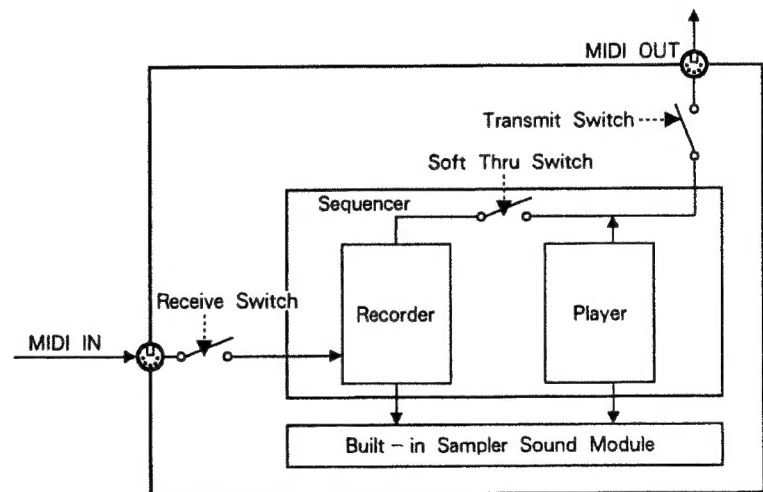 MIDI OUT
Transmit Switch
Soft Thru Switch
Sequencer
Receive Switch
Recorder
Player
MIDI IN
Built-in Sampler Sound Module